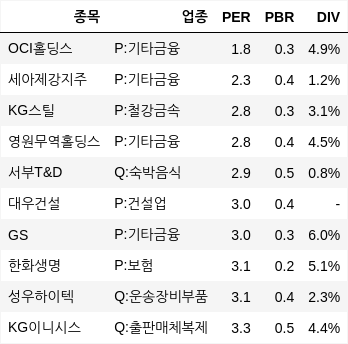 종목 업종 PER PBR DIV
OCI홀딩스 P:기타금융 1.8 0.3 4.9%
세아제강지주 P:기타금융 2.3 0.4 1.2%
KG스틸 P:철강금속 2.8 0.3 3.1%
영원무역홀딩스 P:기타금융 2.8 0.4 4.5%
서부T&D Q:숙박음식 2.9 0.5 0.8%
대우건설 P:건설업 3.0 0.4 -
GS P:기타금융 3.0 0.3 6.0%
한화생명 P:보험 3.1 0.2 5.1%
성우하이텍 Q:운송장비부품 3.1 0.4 2.3%
KG이니시스 Q:출판매체복제 3.3 0.5 4.4%